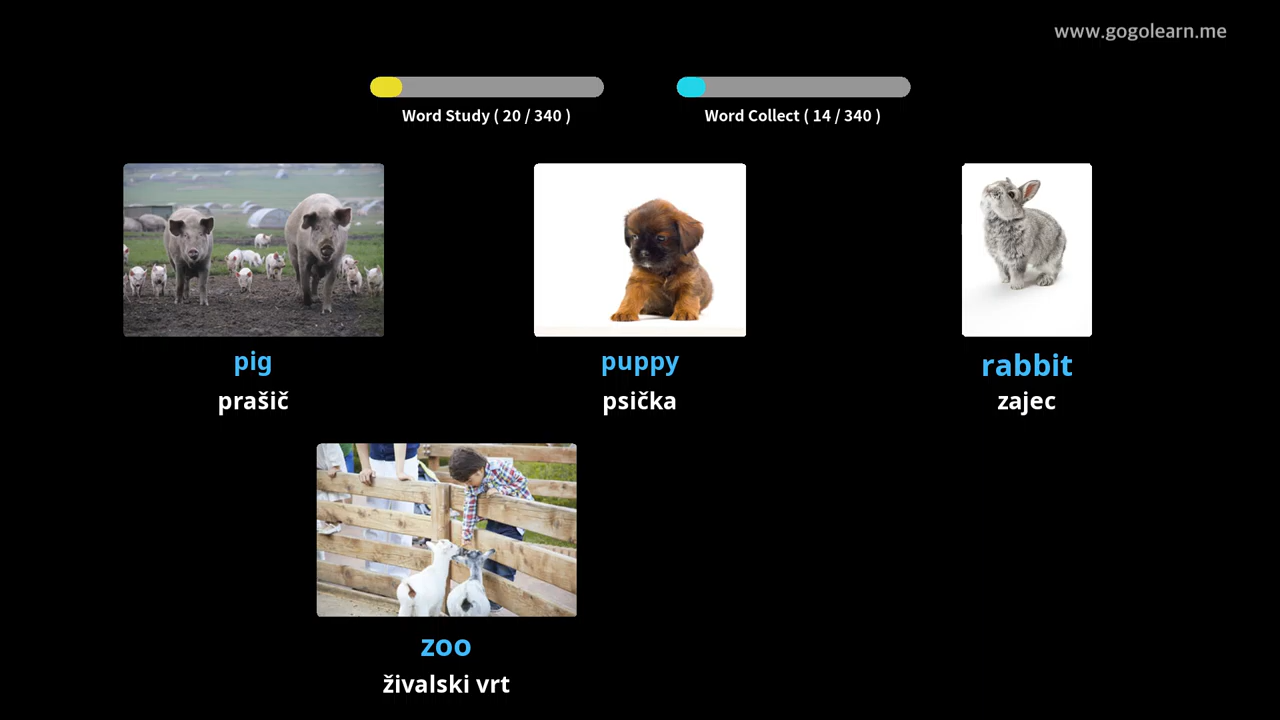 www.gogolearn.me
Word Study ( 20 / 340 )
Word Collect ( 14 / 340 )
pig
prašič
puppy
psička
rabbit
zajec
zoo
živalski vrt